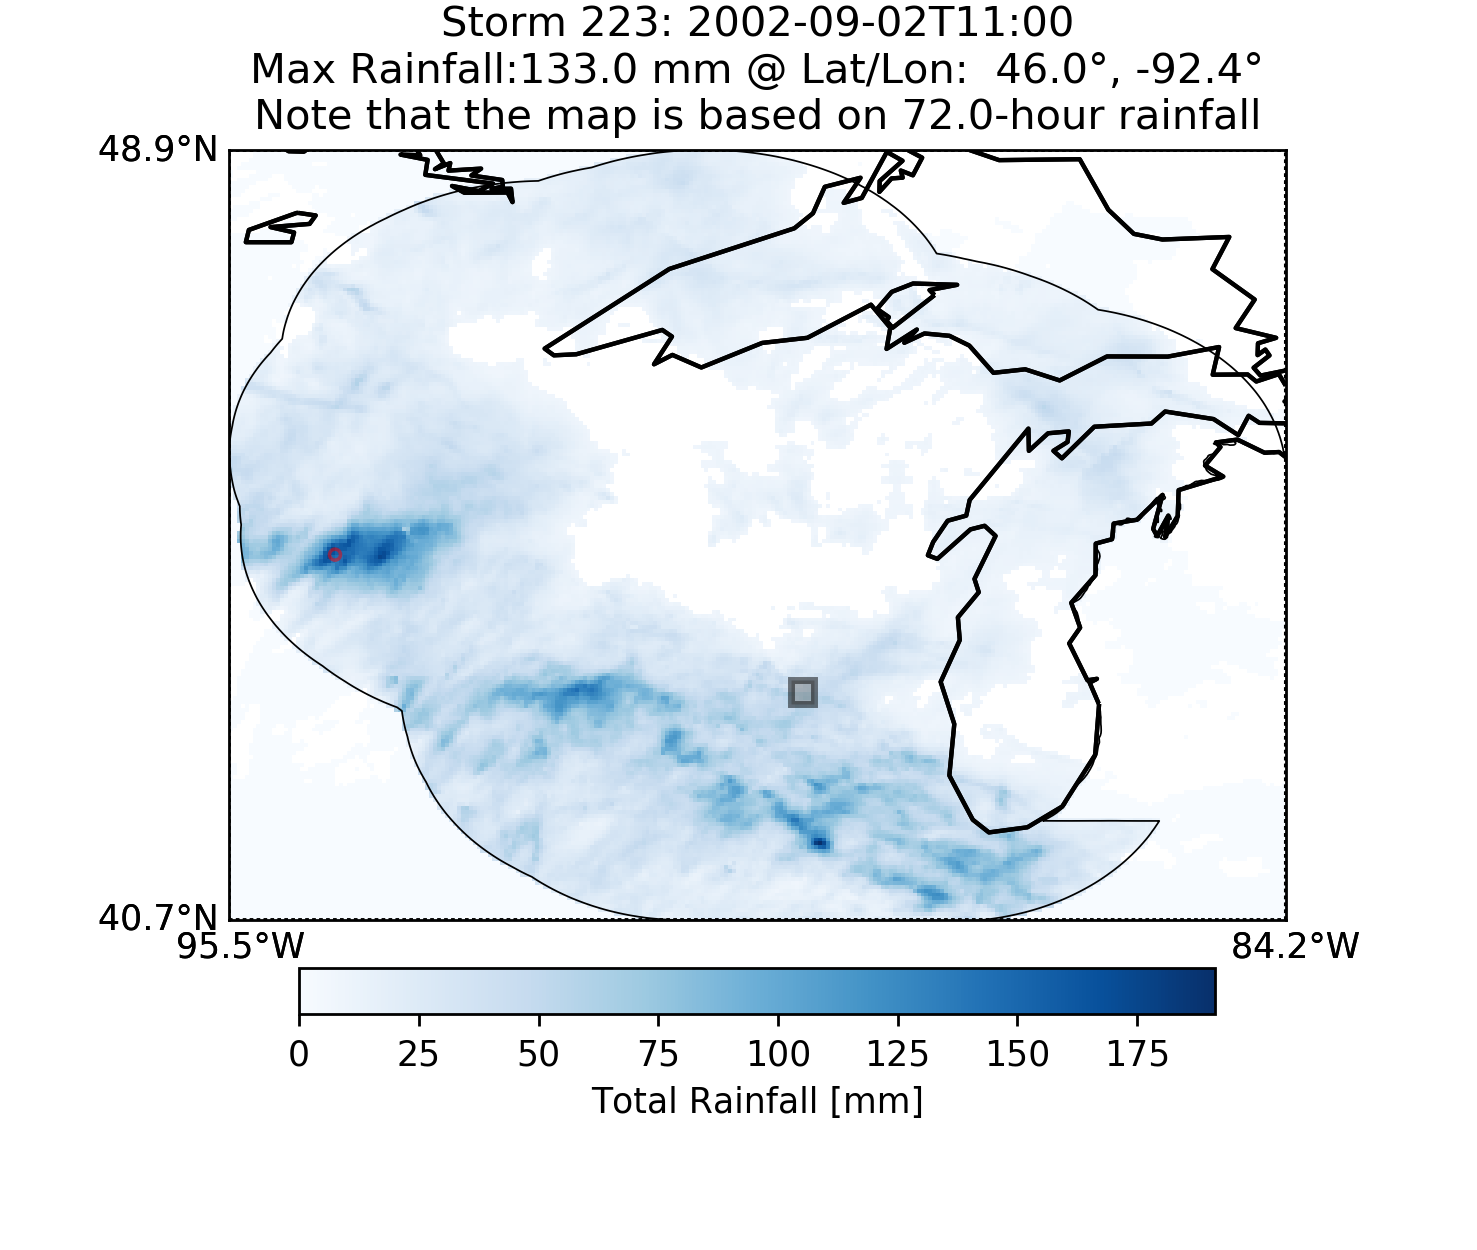 Storm 223: 2002-09-02T11:00
Max Rainfall:133.0 mm @ Lat/Lon:  46.0°, -92.4°
Note that the map is based on 72.0-hour rainfall
48.9°N
40.7°N
95.5°W 84.2°W
0 25 50 75 100 125 150 175
Total Rainfall [mm]